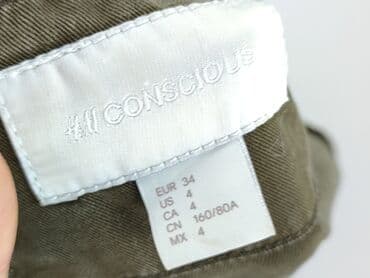 H&M CONSCIOUS
EUR 34
US 4
CA 4
CN 160/80A
MX 4